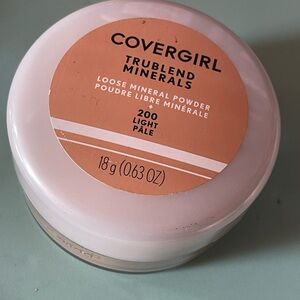 COVERGIRL
TRUBLEND
MINERALS
LOOSE MINERAL POWDER
POUDRE LIBRE MINÉRALE
+
200
LIGHT
PÂLE
18 g (0.63 OZ)